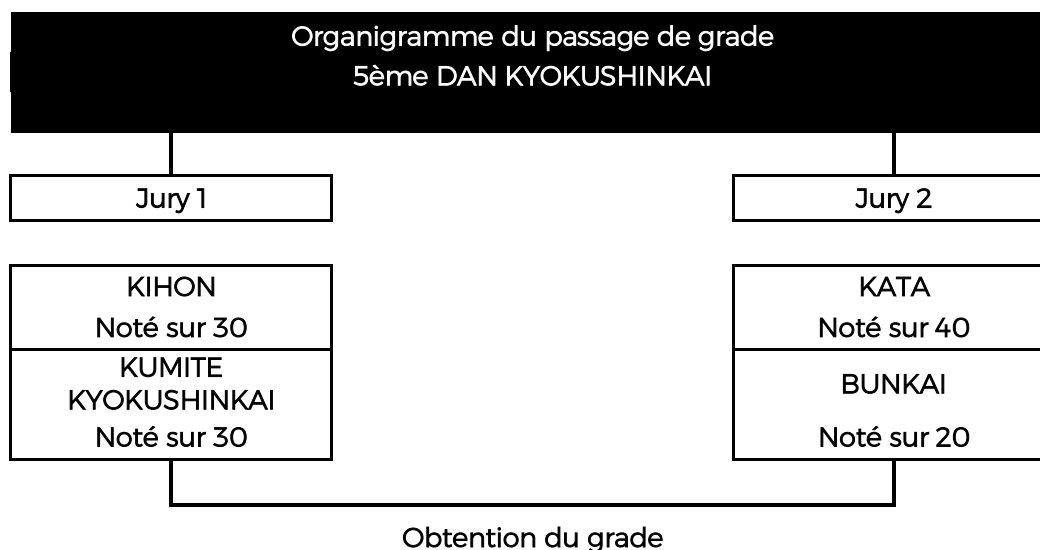 Organigramme du passage de grade
5ème DAN KYOKUSHINKAI
Jury 1
Jury 2
KIHON
Noté sur 30
KUMITE
KYOKUSHINKAI
Noté sur 30
KATA
Noté sur 40
BUNKAI
Noté sur 20
Obtention du grade